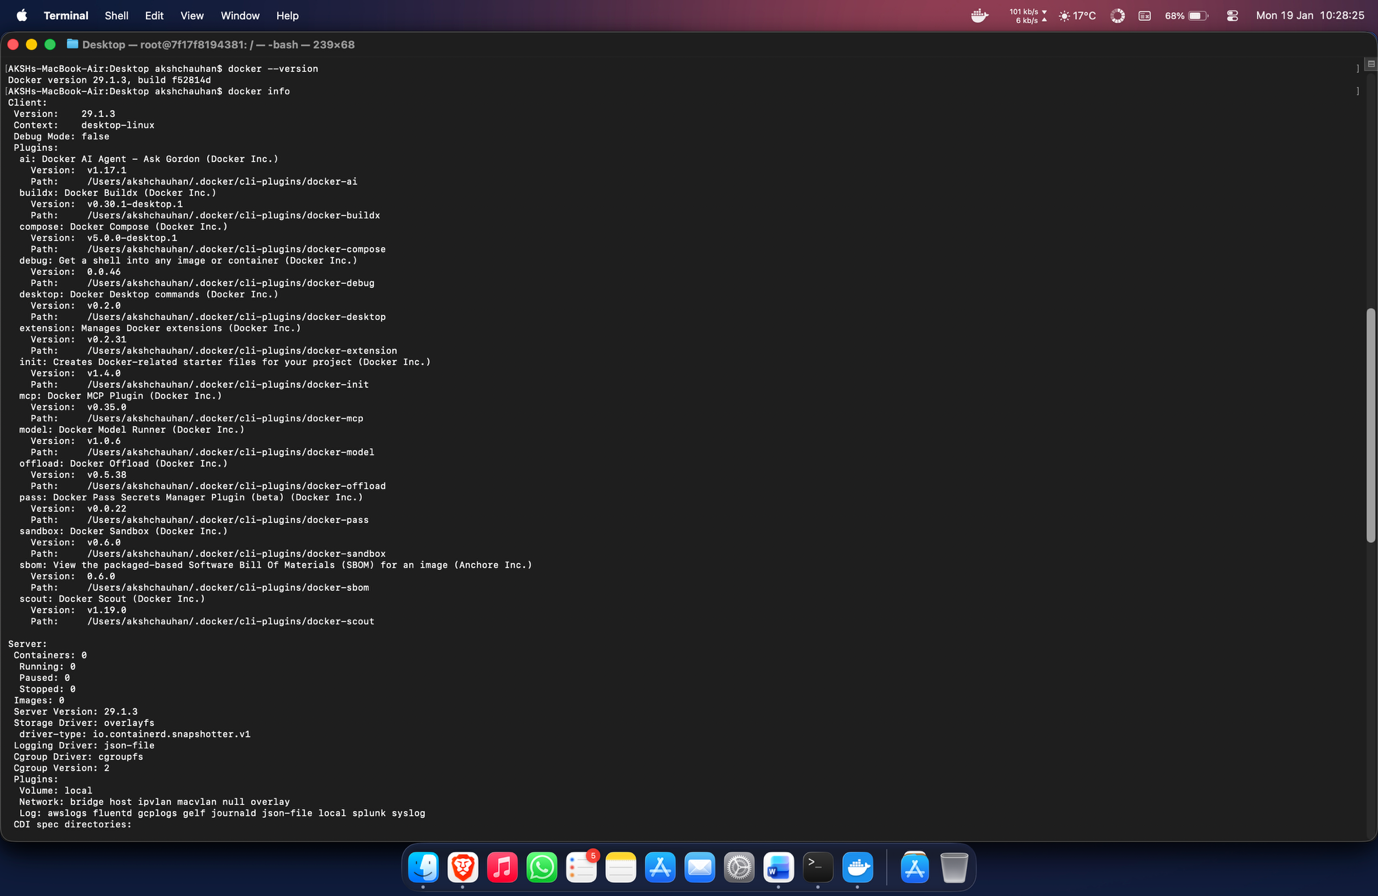 Terminal Shell Edit View Window Help 101 kb/s 6 kb/s 17°C 68% Mon 19 Jan 10:28:25
Desktop — root@7f17f8194381: / — -bash — 239×68
[AKSHs-MacBook-Air:Desktop akshchauhan$ docker --version ]
Docker version 29.1.3, build f52814d
[AKSHs-MacBook-Air:Desktop akshchauhan$ docker info ]
Client:
 Version:    29.1.3
 Context:    desktop-linux
 Debug Mode: false
 Plugins:
  ai: Docker AI Agent - Ask Gordon (Docker Inc.)
    Version:  v1.17.1
    Path:     /Users/akshchauhan/.docker/cli-plugins/docker-ai
  buildx: Docker Buildx (Docker Inc.)
    Version:  v0.30.1-desktop.1
    Path:     /Users/akshchauhan/.docker/cli-plugins/docker-buildx
  compose: Docker Compose (Docker Inc.)
    Version:  v5.0.0-desktop.1
    Path:     /Users/akshchauhan/.docker/cli-plugins/docker-compose
  debug: Get a shell into any image or container (Docker Inc.)
    Version:  0.0.46
    Path:     /Users/akshchauhan/.docker/cli-plugins/docker-debug
  desktop: Docker Desktop commands (Docker Inc.)
    Version:  v0.2.0
    Path:     /Users/akshchauhan/.docker/cli-plugins/docker-desktop
  extension: Manages Docker extensions (Docker Inc.)
    Version:  v0.2.31
    Path:     /Users/akshchauhan/.docker/cli-plugins/docker-extension
  init: Creates Docker-related starter files for your project (Docker Inc.)
    Version:  v1.4.0
    Path:     /Users/akshchauhan/.docker/cli-plugins/docker-init
  mcp: Docker MCP Plugin (Docker Inc.)
    Version:  v0.35.0
    Path:     /Users/akshchauhan/.docker/cli-plugins/docker-mcp
  model: Docker Model Runner (Docker Inc.)
    Version:  v1.0.6
    Path:     /Users/akshchauhan/.docker/cli-plugins/docker-model
  offload: Docker Offload (Docker Inc.)
    Version:  v0.5.38
    Path:     /Users/akshchauhan/.docker/cli-plugins/docker-offload
  pass: Docker Pass Secrets Manager Plugin (beta) (Docker Inc.)
    Version:  v0.0.22
    Path:     /Users/akshchauhan/.docker/cli-plugins/docker-pass
  sandbox: Docker Sandbox (Docker Inc.)
    Version:  v0.6.0
    Path:     /Users/akshchauhan/.docker/cli-plugins/docker-sandbox
  sbom: View the packaged-based Software Bill Of Materials (SBOM) for an image (Anchore Inc.)
    Version:  0.6.0
    Path:     /Users/akshchauhan/.docker/cli-plugins/docker-sbom
  scout: Docker Scout (Docker Inc.)
    Version:  v1.19.0
    Path:     /Users/akshchauhan/.docker/cli-plugins/docker-scout
Server:
 Containers: 0
  Running: 0
  Paused: 0
  Stopped: 0
 Images: 0
 Server Version: 29.1.3
 Storage Driver: overlayfs
  driver-type: io.containerd.snapshotter.v1
 Logging Driver: json-file
 Cgroup Driver: cgroupfs
 Cgroup Version: 2
 Plugins:
  Volume: local
  Network: bridge host ipvlan macvlan null overlay
  Log: awslogs fluentd gcplogs gelf journald json-file local splunk syslog
 CDI spec directories:
5
W
>_